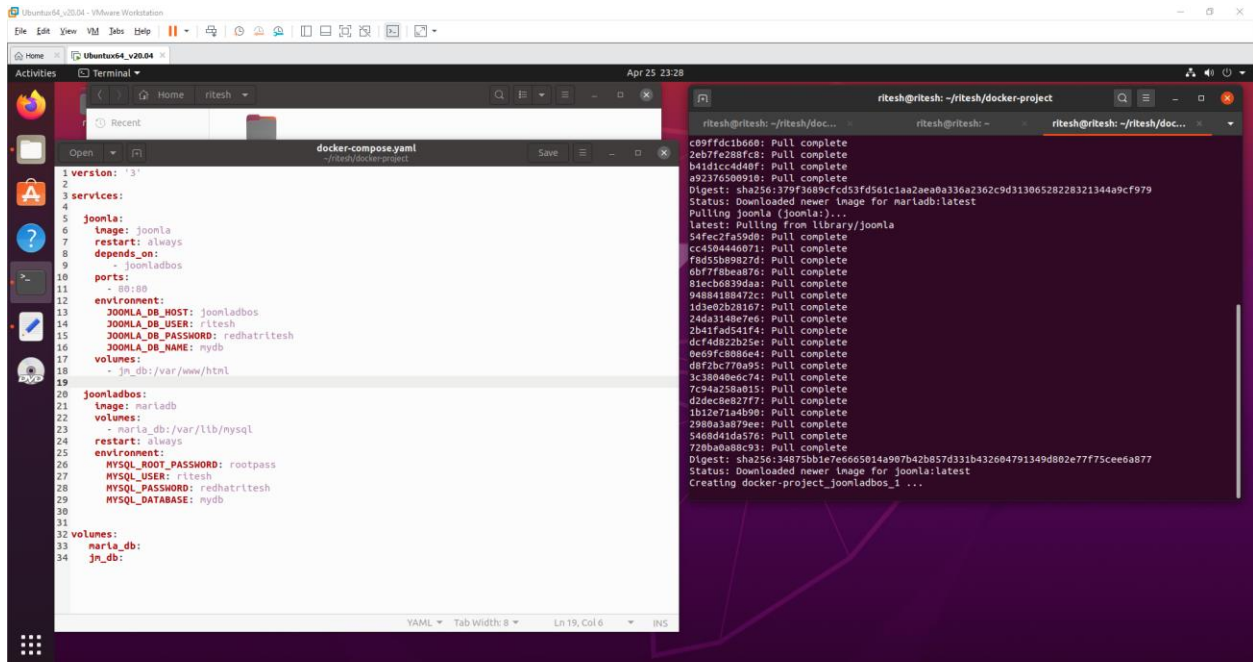 Ubuntux64_v20.04 - VMware Workstation
File Edit View VM Tabs Help
Home
Ubuntux64_v20.04
Activities
Terminal
Apr 25 23:28
Home ritesh
Recent
Open
docker-compose.yaml
~/ritesh/docker-project
Save
1 version: '3'
2
3 services:
4
5 joomla:
6 image: joomla
7 restart: always
8 depends_on:
9 - joomladbos
10 ports:
11 - 80:80
12 environment:
13 JOOMLA_DB_HOST: joomladbos
14 JOOMLA_DB_USER: ritesh
15 JOOMLA_DB_PASSWORD: redhatritesh
16 JOOMLA_DB_NAME: mydb
17 volumes:
18 - jm_db:/var/www/html
19
20 joomladbos:
21 image: mariadb
22 volumes:
23 - maria_db:/var/lib/mysql
24 restart: always
25 environment:
26 MYSQL_ROOT_PASSWORD: rootpass
27 MYSQL_USER: ritesh
28 MYSQL_PASSWORD: redhatritesh
29 MYSQL_DATABASE: mydb
30
31
32 volumes:
33 maria_db:
34 jm_db:
YAML Tab Width: 8 Ln 19, Col 6 INS
ritesh@ritesh: ~/ritesh/docker-project
ritesh@ritesh: ~/ritesh/doc...
ritesh@ritesh: ~
ritesh@ritesh: ~/ritesh/doc...
c09ffdc1b660: Pull complete
2eb7fe288fc8: Pull complete
b41d1cc4d40f: Pull complete
a92376500910: Pull complete
Digest: sha256:379f3689cfcd53fd561c1aa2aea0a336a2362c9d31306528228321344a9cf979
Status: Downloaded newer image for mariadb:latest
Pulling joomla (joomla:)...
latest: Pulling from library/joomla
54fec2fa59d0: Pull complete
cc4504446071: Pull complete
f8d55b89827d: Pull complete
6bf7f8bea876: Pull complete
81ecb6839daa: Pull complete
94884188472c: Pull complete
1d3e02b28167: Pull complete
24da3148e7e6: Pull complete
2b41fad541f4: Pull complete
dcf4d822b25e: Pull complete
0e69fc8086e4: Pull complete
d8f2bc770a95: Pull complete
3c38040e6c74: Pull complete
7c94a258a015: Pull complete
d2dec8e827f7: Pull complete
1b12e71a4b90: Pull complete
2980a3a879ee: Pull complete
5468d41da576: Pull complete
720ba0a88c93: Pull complete
Digest: sha256:34875bb1e7e6665014a907b42b857d331b432604791349d802e77f75cee6a877
Status: Downloaded newer image for joomla:latest
Creating docker-project_joomladbos_1 ...
DVD